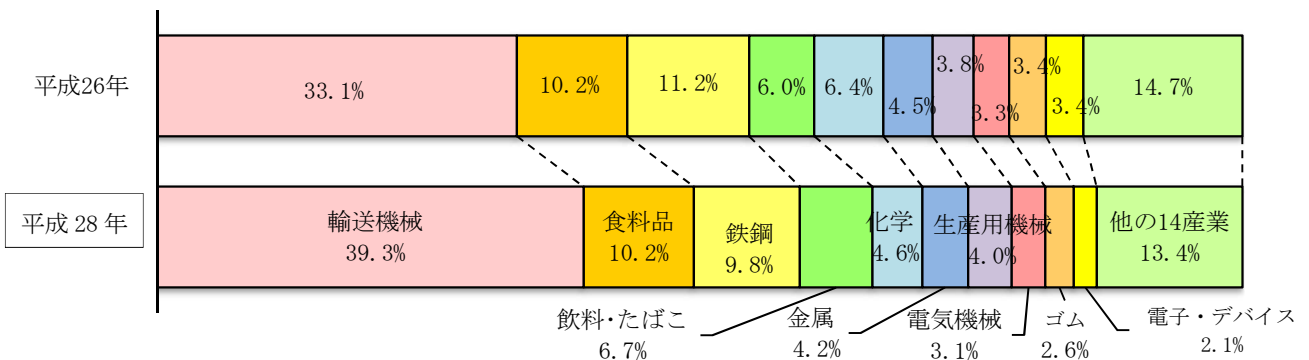 平成26年
33.1%
10.2%
11.2%
6.0%
6.4%
4.5%
3.8%
3.3%
3.4%
3.4%
14.7%
平成 28 年
輸送機械
39.3%
食料品
10.2%
鉄鋼
9.8%
化学
4.6%
生産用機械
4.0%
他の14産業
13.4%
飲料・たばこ
6.7%
金属
4.2%
電気機械
3.1%
ゴム
2.6%
電子・デバイス
2.1%